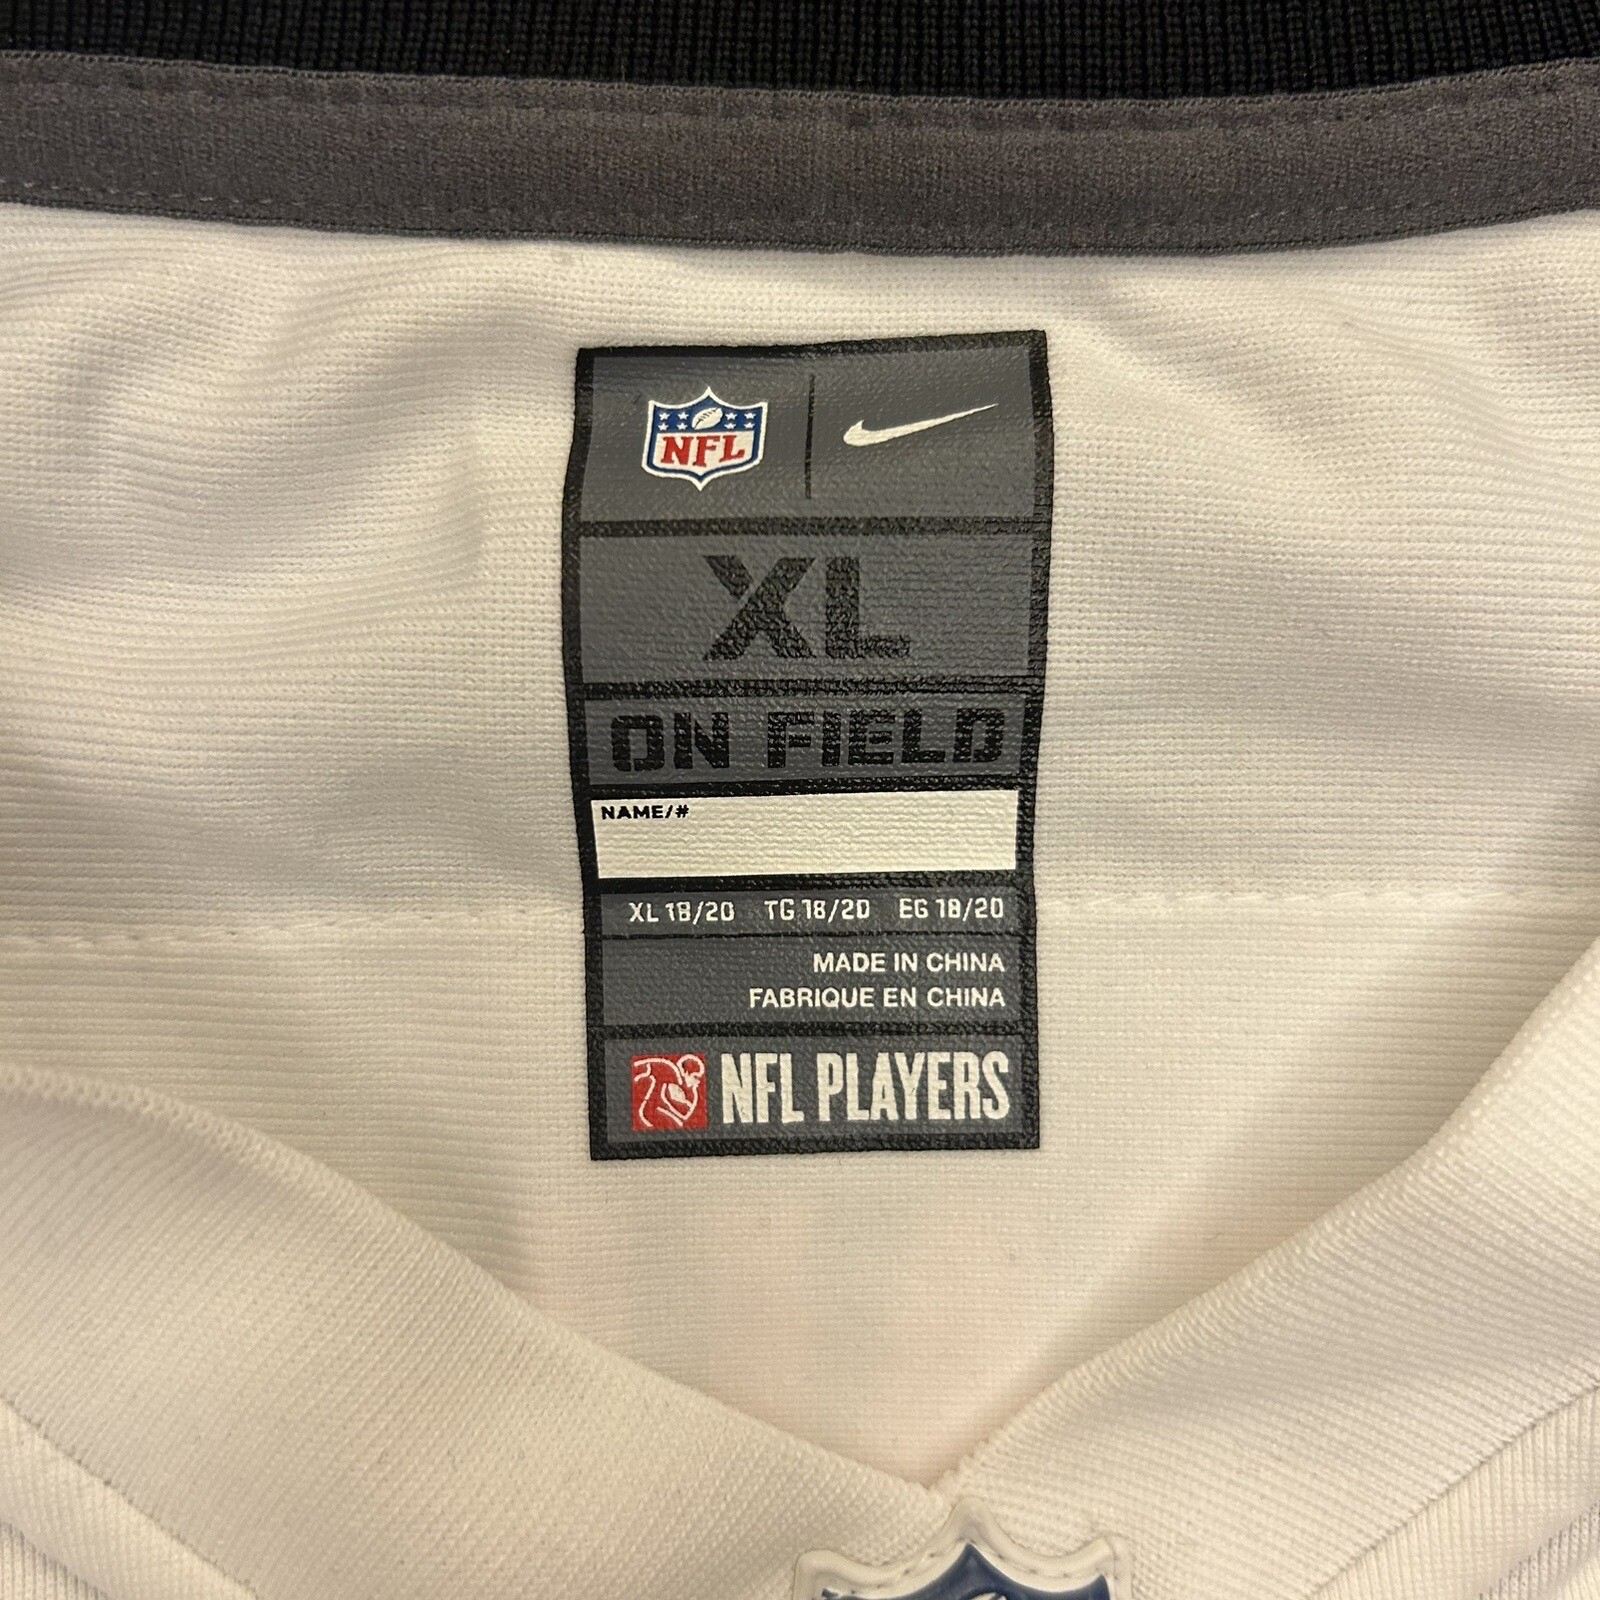 NFL
XL
ON FIELD
NAME/#
XL 18/20 TG 18/20 EG 18/20
MADE IN CHINA
FABRIQUE EN CHINA
NFL PLAYERS